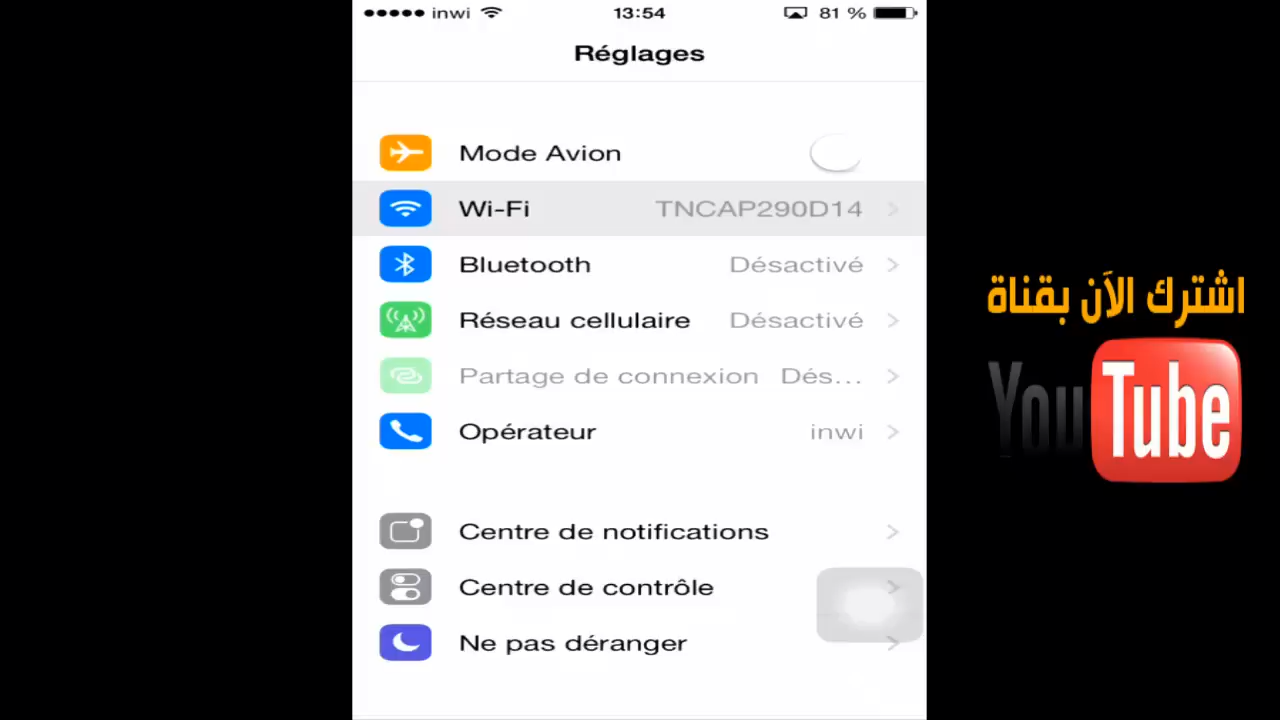 inwi 13:54 81 %
Réglages
Mode Avion
Wi-Fi TNCAP290D14
Bluetooth Désactivé
Réseau cellulaire Désactivé
Partage de connexion Dés...
Opérateur inwi
Centre de notifications
Centre de contrôle
Ne pas déranger
اشترك الآن بقناة
YouTube